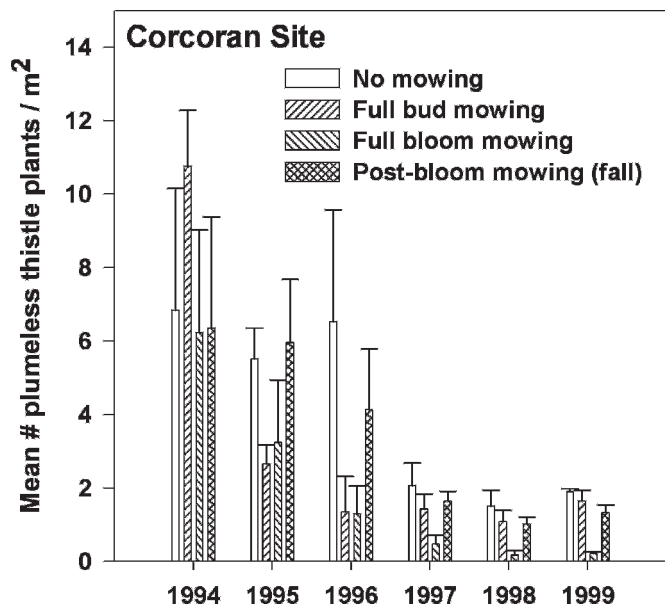 Corcoran Site
No mowing
Full bud mowing
Full bloom mowing
Post-bloom mowing (fall)
Mean # plumeless thistle plants / m²
14
12
10
8
6
4
2
0
1994 1995 1996 1997 1998 1999